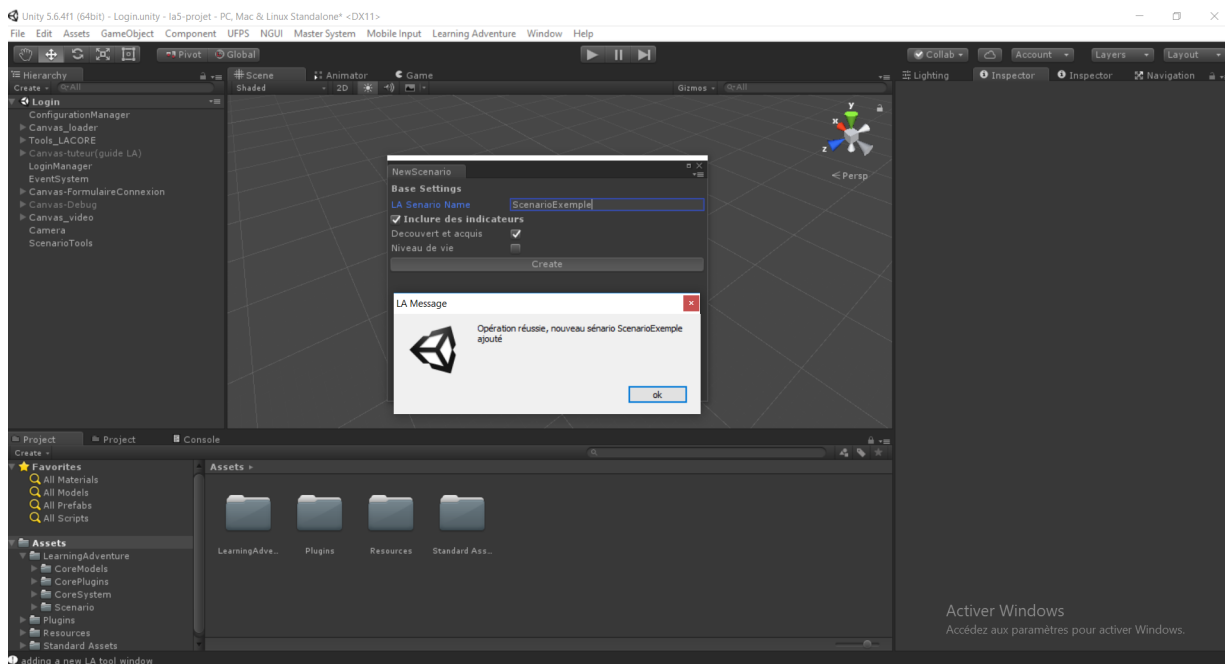 Unity 5.6.4f1 (64bit) - Login.unity - la5-projet - PC, Mac & Linux Standalone* <DX11>
File Edit Assets GameObject Component UFPS NGUI Master System Mobile Input Learning Adventure Window Help
Pivot Global Collab Account Layers Layout
Hierarchy Scene Animator Game Lighting Inspector Inspector Navigation
Create All Shaded 2D Gizmos All
Login
ConfigurationManager
Canvas_loader
Tools_LACORE
Canvas-tuteur(guide LA)
LoginManager
EventSystem
Canvas-FormulaireConnexion
Canvas-Debug
Canvas_video
Camera
ScenarioTools
y
x
z
Persp
NewScenario
Base Settings
LA Senario Name ScenarioExemple
Inclure des indicateurs
Decouvert et acquis
Niveau de vie
Create
LA Message
Opération réussie, nouveau sénario ScenarioExemple
ajouté
ok
Project Project Console
Create
Favorites
All Materials
All Models
All Prefabs
All Scripts
Assets
LearningAdventure
CoreModels
CorePlugins
CoreSystem
Scenario
Plugins
Resources
Standard Assets
Assets
LearningAdve... Plugins Resources Standard Ass...
Activer Windows
Accédez aux paramètres pour activer Windows.
adding a new LA tool window